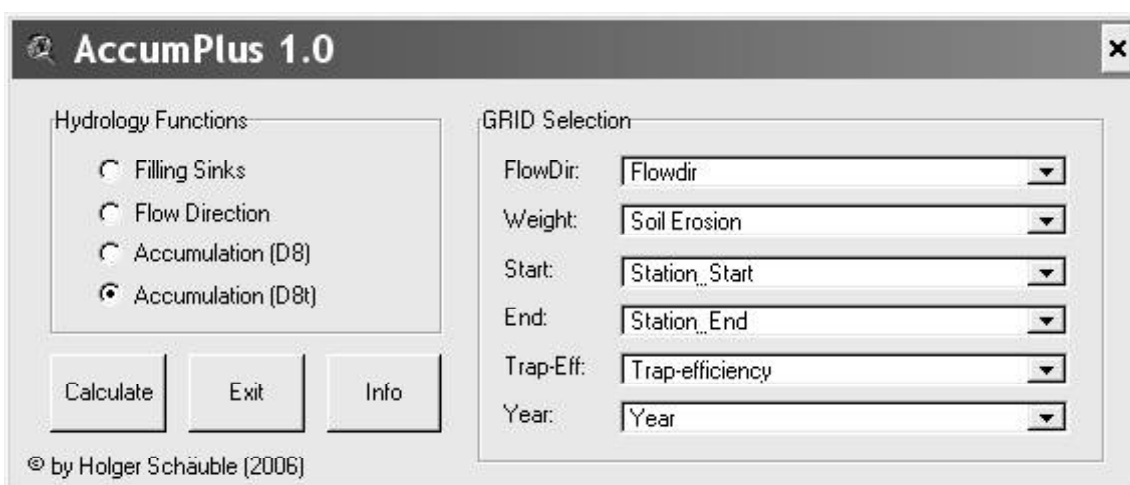 AccumPlus 1.0
Hydrology Functions
Filling Sinks
Flow Direction
Accumulation (D8)
Accumulation (D8t)
Calculate
Exit
Info
© by Holger Schäuble (2006)
GRID Selection
FlowDir: Flowdir
Weight: Soil Erosion
Start: Station_Start
End: Station_End
Trap-Eff: Trap-efficiency
Year: Year